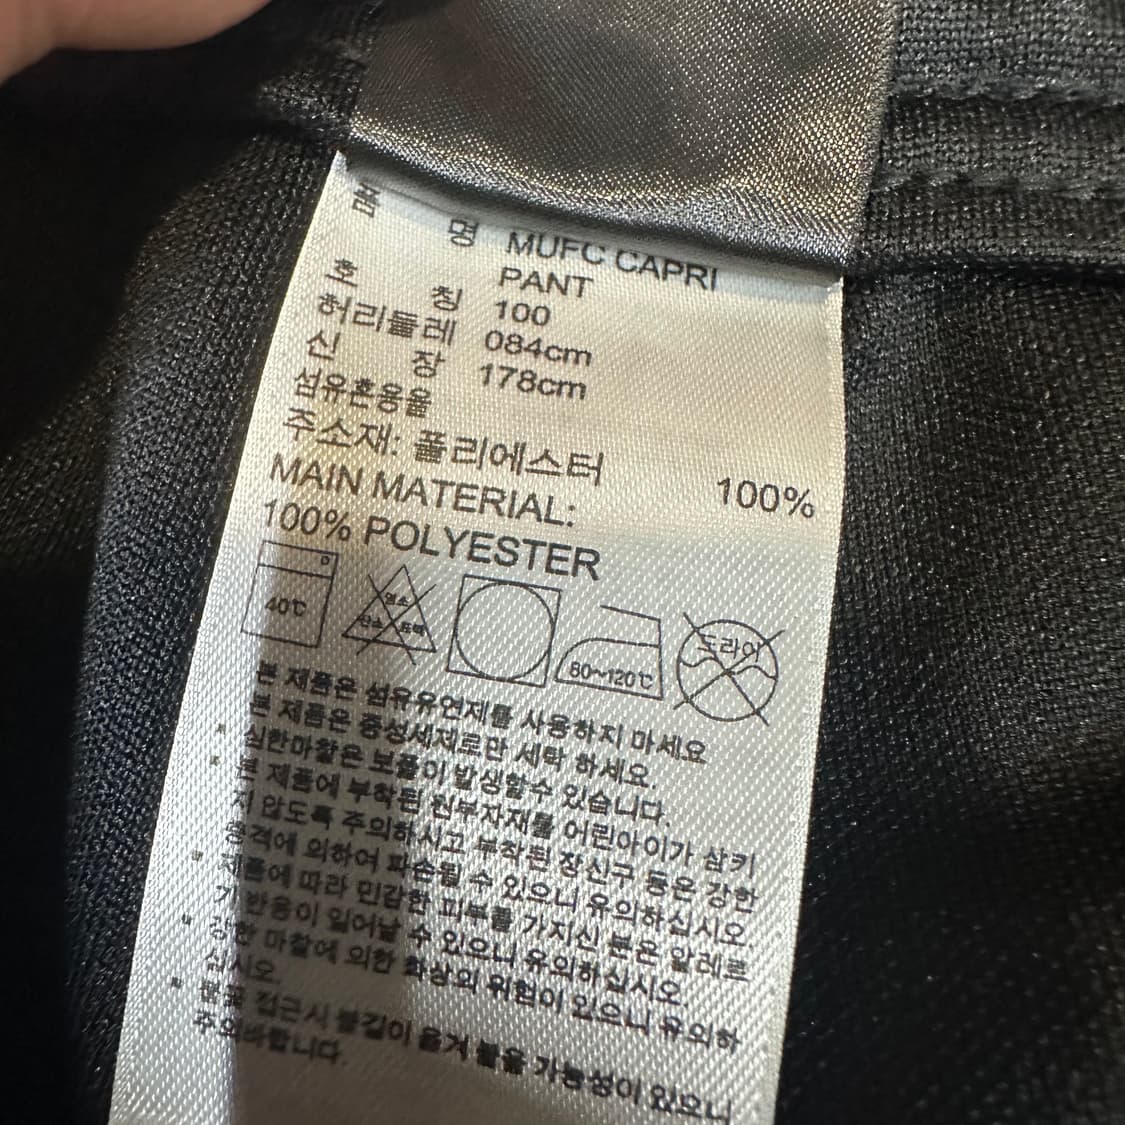 품 명 MUFC CAPRI
PANT
호 칭 100
허리둘레 084cm
신 장 178cm
섬유혼용율
주소재: 폴리에스터 100%
MAIN MATERIAL:
100% POLYESTER
40℃ 염소 산소 표백 80~120℃ 드라이
본 제품은 섬유유연제를 사용하지 마세요
본 제품은 중성세제로만 세탁 하세요.
심한마찰은 보풀이 발생할수 있습니다.
본 제품에 부착된 원부자재를 어린아이가 삼키
지 않도록 주의하시고 부착된 장신구 등은 강한
충격에 의하여 파손될 수 있으니 유의하십시오.
제품에 따라 민감한 피부를 가지신 분은 알레르
기 반응이 일어날 수 있으니 유의하십시오.
강한 마찰에 의한 화상의 위험이 있으니 유의하
십시오.
불꽃 접근시 불길이 옮겨 붙을 가능성이 있으니
주의바랍니다.